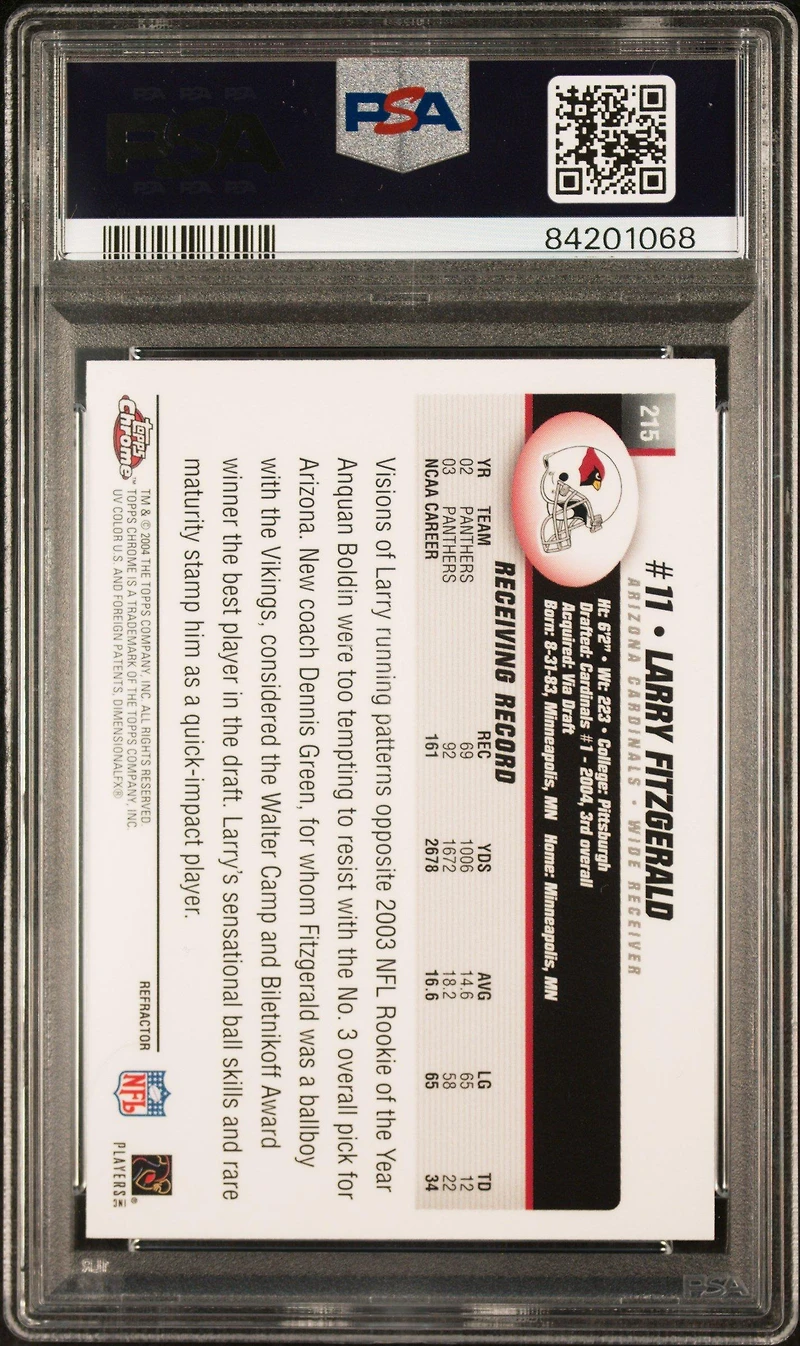 PSA PSA PSA
PSA
PSA PSA PSA
PSA
84201068
215
#11 • LARRY FITZGERALD
ARIZONA CARDINALS • WIDE RECEIVER
Ht: 6'2" • Wt: 223 • College: Pittsburgh
Drafted: Cardinals #1 - 2004, 3rd overall
Acquired: Via Draft
Born: 8-31-83, Minneapolis, MN Home: Minneapolis, MN
RECEIVING RECORD
YR TEAM REC YDS AVG LG TD
02 PANTHERS 69 1006 14.6 65 12
03 PANTHERS 92 1672 18.2 58 22
NCAA CAREER 161 2678 16.6 65 34
Visions of Larry running patterns opposite 2003 NFL Rookie of the Year
Anquan Boldin were too tempting to resist with the No. 3 overall pick for
Arizona. New coach Dennis Green, for whom Fitzgerald was a ballboy
with the Vikings, considered the Walter Camp and Biletnikoff Award
winner the best player in the draft. Larry's sensational ball skills and rare
maturity stamp him as a quick-impact player.
Topps Chrome™
TM & © 2004 THE TOPPS COMPANY, INC. ALL RIGHTS RESERVED.
TOPPS CHROME IS A TRADEMARK OF THE TOPPS COMPANY, INC.
UV COLOR U.S. AND FOREIGN PATENTS, DIMENSIONALFX®
REFRACTOR
NFL
PLAYERS INC
®
PSA